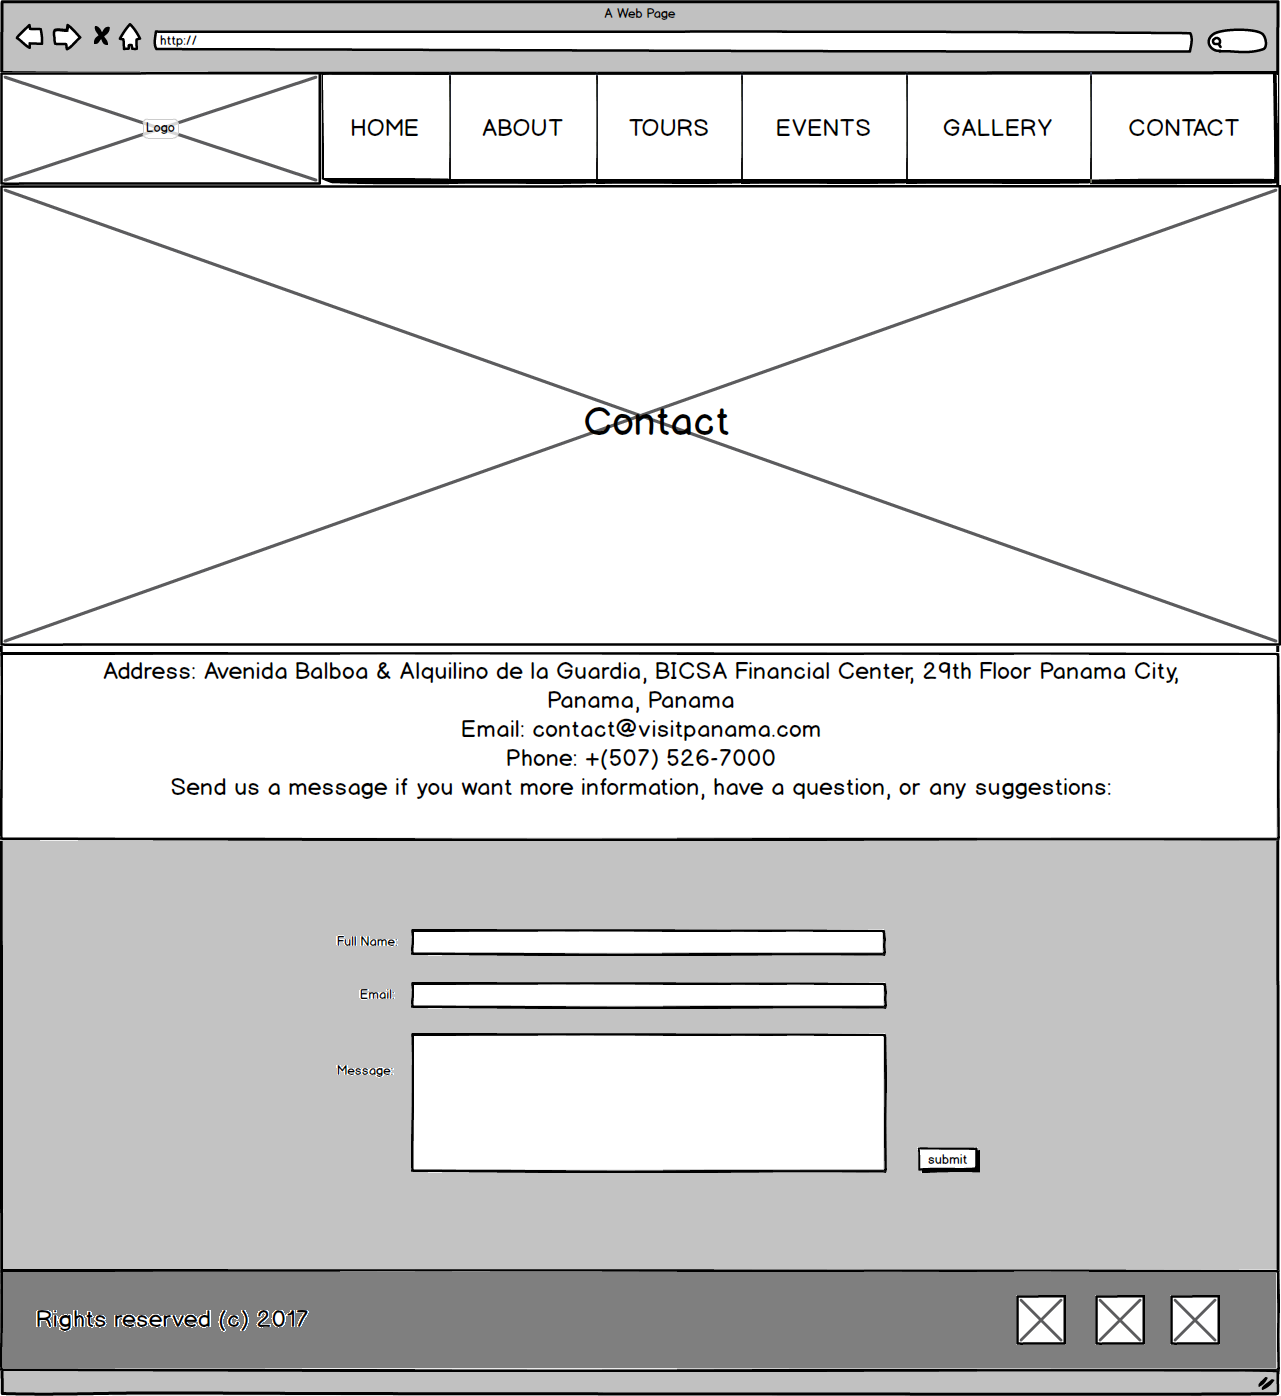 A Web Page
http://
Logo
HOME
ABOUT
TOURS
EVENTS
GALLERY
CONTACT
Contact
Address: Avenida Balboa & Alquilino de la Guardia, BICSA Financial Center, 29th Floor Panama City,
Panama, Panama
Email: contact@visitpanama.com
Phone: +(507) 526-7000
Send us a message if you want more information, have a question, or any suggestions:
Full Name:
Email:
Message:
submit
Rights reserved (c) 2017